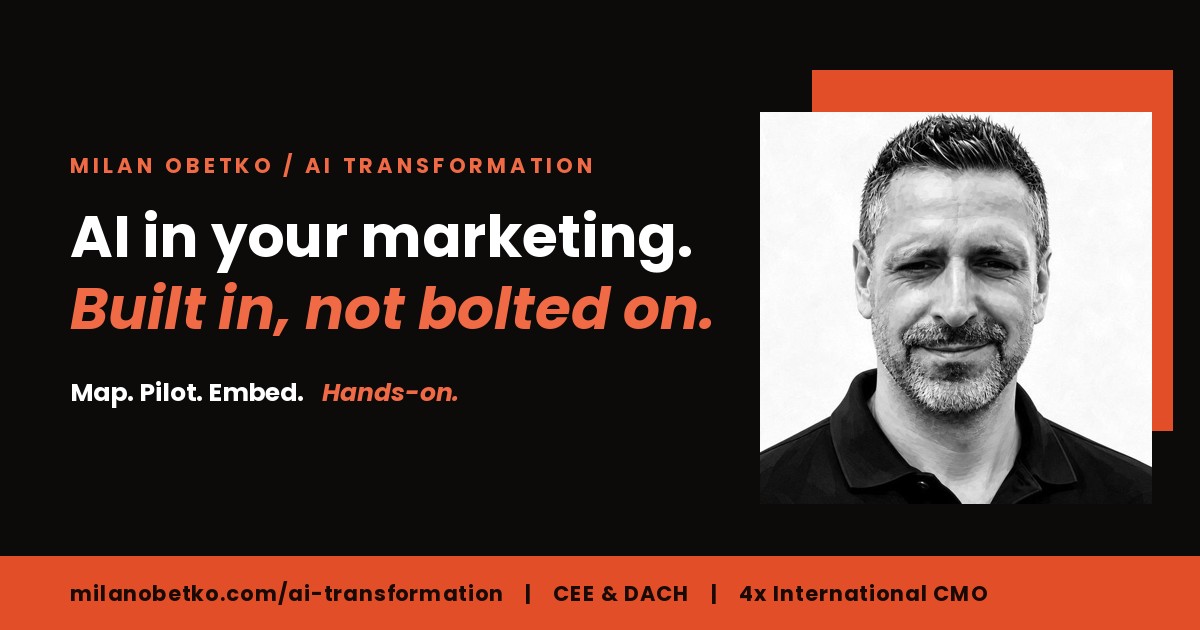 MILAN OBETKO / AI TRANSFORMATION
AI in your marketing.
Built in, not bolted on.
Map. Pilot. Embed. Hands-on.
milanobetko.com/ai-transformation | CEE & DACH | 4x International CMO